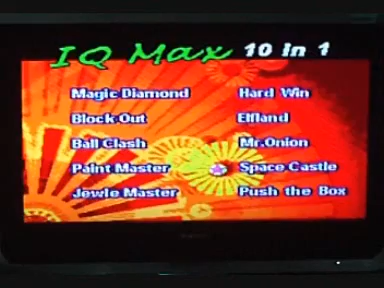 IQ Max 10 in 1
Magic Diamond
Block Out
Ball Clash
Paint Master
Jewle Master
Hard Win
Elfland
Mr.Onion
Space Castle
Push the Box